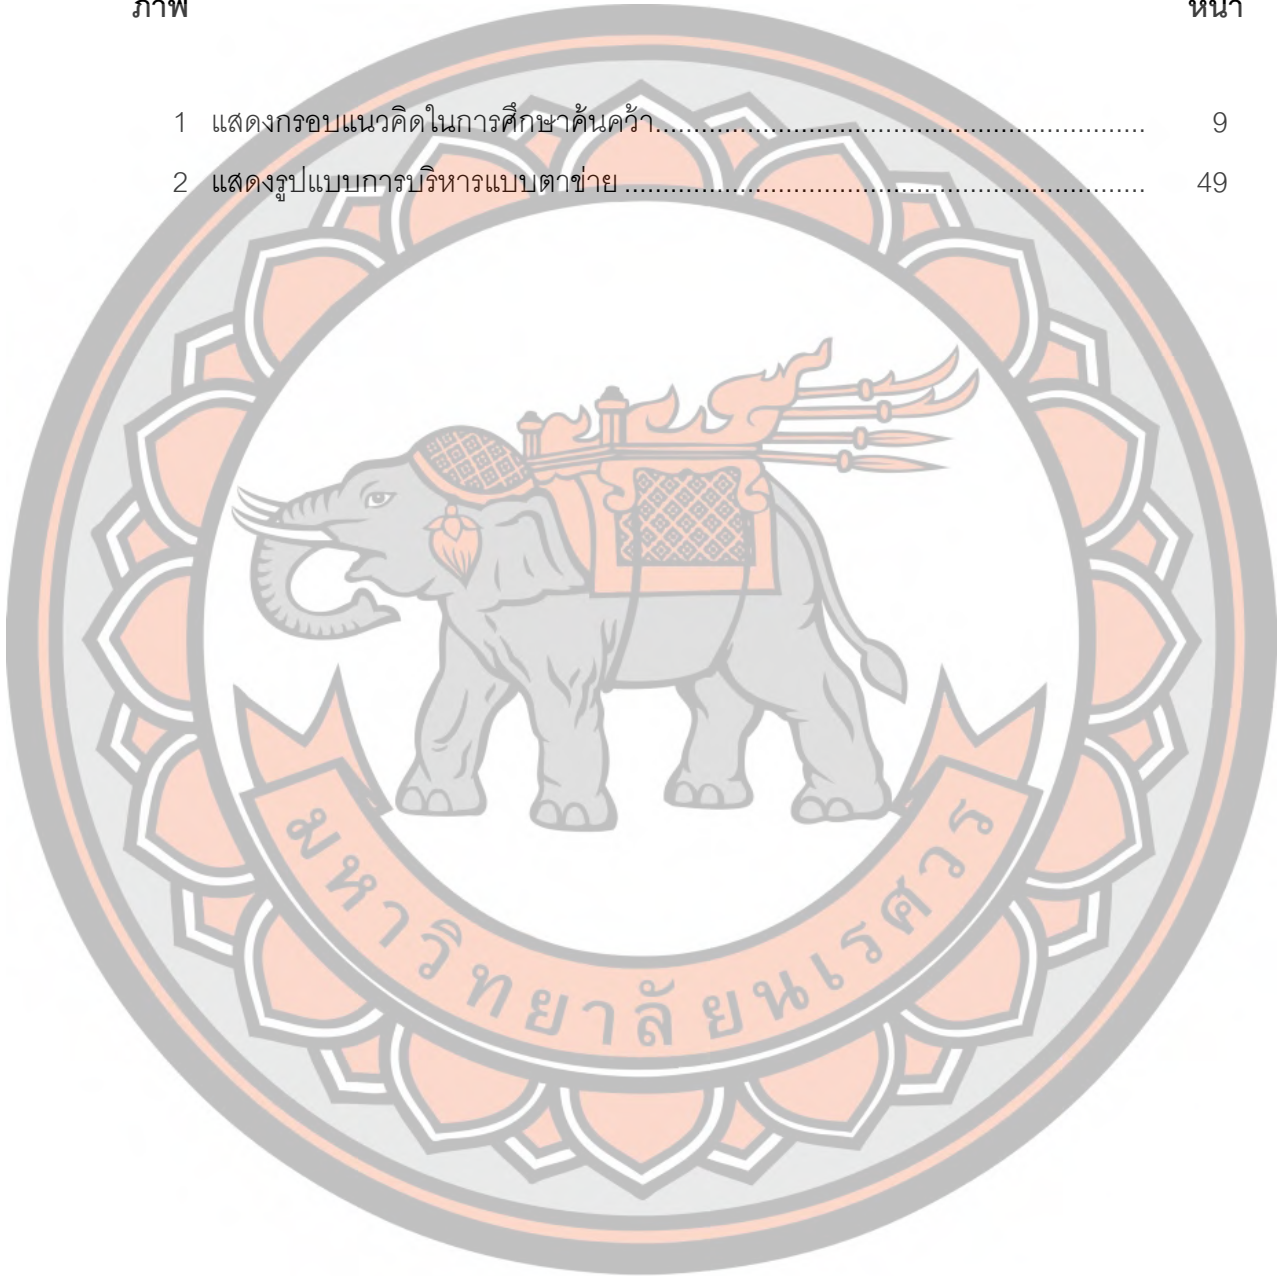 ภาพ หน้า
1 แสดงกรอบแนวคิดในการศึกษาค้นคว้า........................................................................ 9
2 แสดงรูปแบบการบริหารแบบตาข่าย............................................................................. 49
มหาวิทยาลัยนเรศวร